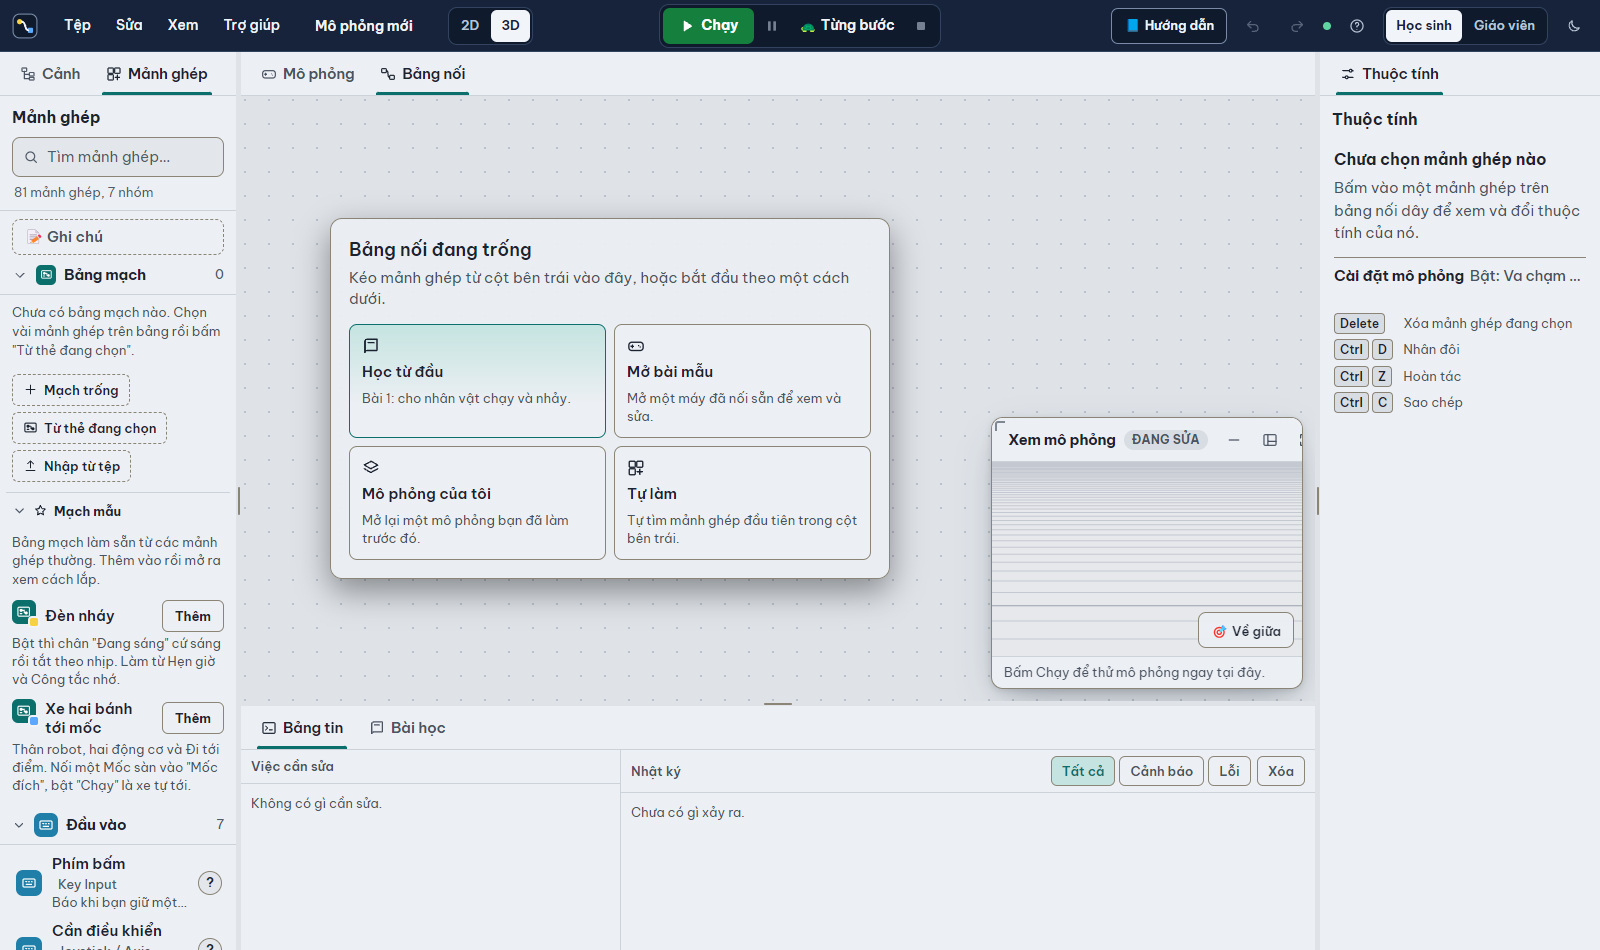 Tệp
Sửa
Xem
Trợ giúp
Mô phỏng mới
2D
3D
Chạy
Từng bước
Hướng dẫn
Học sinh
Giáo viên
Cảnh
Mảnh ghép
Mảnh ghép
Tìm mảnh ghép...
81 mảnh ghép, 7 nhóm
Ghi chú
Bảng mạch
0
Chưa có bảng mạch nào. Chọn
vài mảnh ghép trên bảng rồi bấm
"Từ thẻ đang chọn".
Mạch trống
Từ thẻ đang chọn
Nhập từ tệp
Mạch mẫu
Bảng mạch làm sẵn từ các mảnh
ghép thường. Thêm vào rồi mở ra
xem cách lắp.
Đèn nháy
Thêm
Bật thì chân "Đang sáng" cứ sáng
rồi tắt theo nhịp. Làm từ Hẹn giờ
và Công tắc nhớ.
Xe hai bánh
tới mốc
Thêm
Thân robot, hai động cơ và Đi tới
điểm. Nối một Mốc sàn vào "Mốc
đích", bật "Chạy" là xe tự tới.
Đầu vào
7
Phím bấm
Key Input
Báo khi bạn giữ một...
?
Cần điều khiển
Joystick / Axis
?
Mô phỏng
Bảng nối
Bảng nối đang trống
Kéo mảnh ghép từ cột bên trái vào đây, hoặc bắt đầu theo một cách
dưới.
Học từ đầu
Bài 1: cho nhân vật chạy và nhảy.
Mở bài mẫu
Mở một máy đã nối sẵn để xem và
sửa.
Mô phỏng của tôi
Mở lại một mô phỏng bạn đã làm
trước đó.
Tự làm
Tự tìm mảnh ghép đầu tiên trong cột
bên trái.
Xem mô phỏng
ĐANG SỬA
Về giữa
Bấm Chạy để thử mô phỏng ngay tại đây.
Bảng tin
Bài học
Việc cần sửa
Không có gì cần sửa.
Nhật ký
Tất cả
Cảnh báo
Lỗi
Xóa
Chưa có gì xảy ra.
Thuộc tính
Thuộc tính
Chưa chọn mảnh ghép nào
Bấm vào một mảnh ghép trên
bảng nối dây để xem và đổi thuộc
tính của nó.
Cài đặt mô phỏng Bật: Va chạm ...
Delete Xóa mảnh ghép đang chọn
Ctrl D Nhân đôi
Ctrl Z Hoàn tác
Ctrl C Sao chép